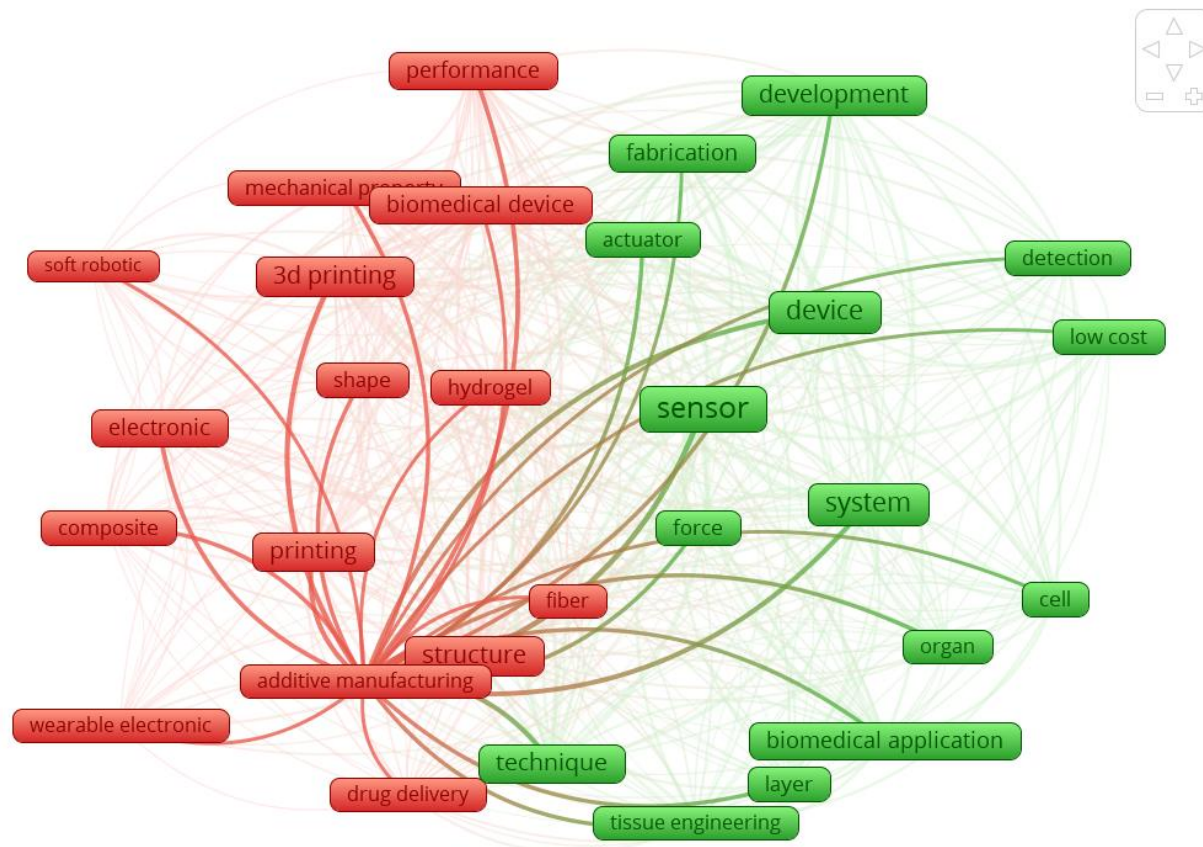 performance
development
fabrication
mechanical property
biomedical device
actuator
soft robotic
3d printing
detection
device
low cost
shape
hydrogel
sensor
electronic
system
composite
printing
force
fiber
cell
structure
organ
additive manufacturing
wearable electronic
biomedical application
technique
layer
drug delivery
tissue engineering